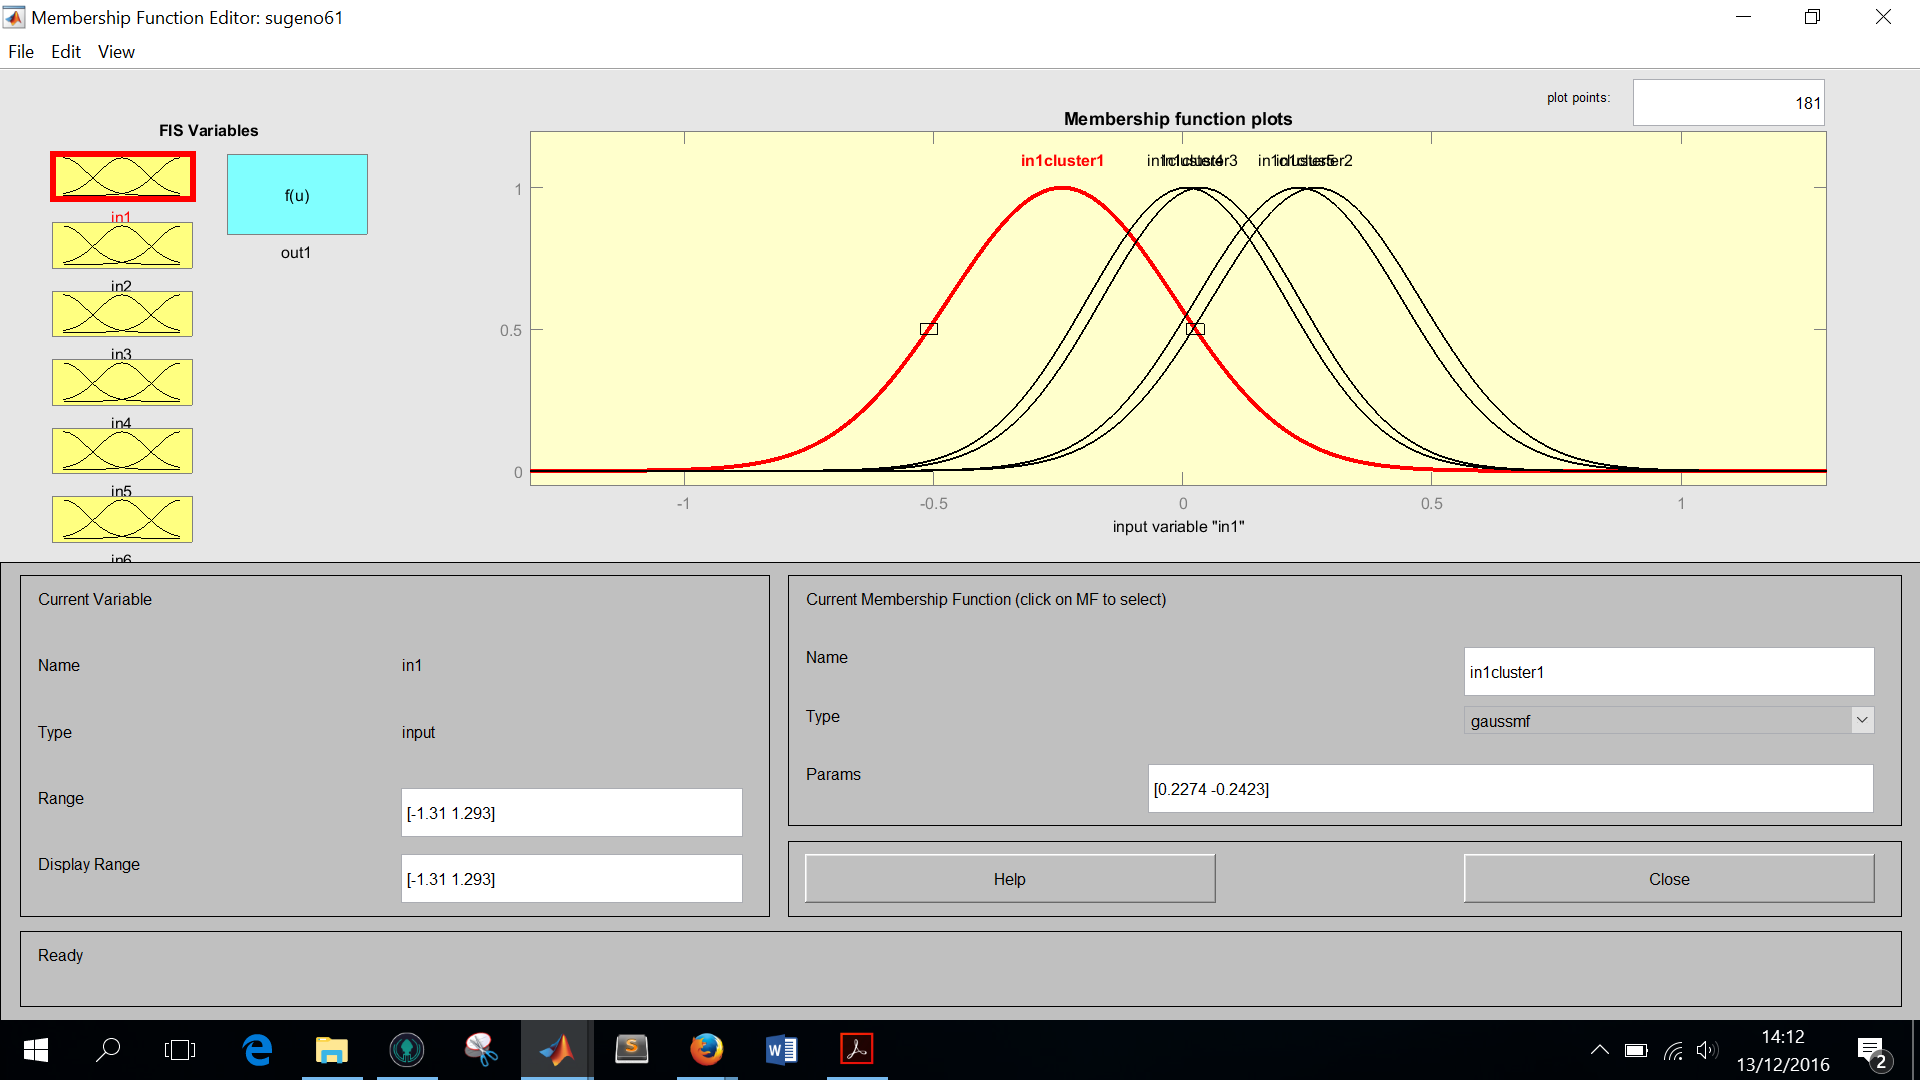 Membership Function Editor: sugeno61
File Edit View
plot points: 181
FIS Variables
Membership function plots
f(u)
in1
out1
in2
in3
in4
in5
in6
in1cluster1
in1cluster4
in1cluster3
in1cluster5
in1cluster2
1
0.5
0
-1 -0.5 0 0.5 1
input variable "in1"
Current Variable
Name in1
Type input
Range [-1.31 1.293]
Display Range [-1.31 1.293]
Current Membership Function (click on MF to select)
Name in1cluster1
Type gaussmf
Params [0.2274 -0.2423]
Help Close
Ready
14:12
13/12/2016
2